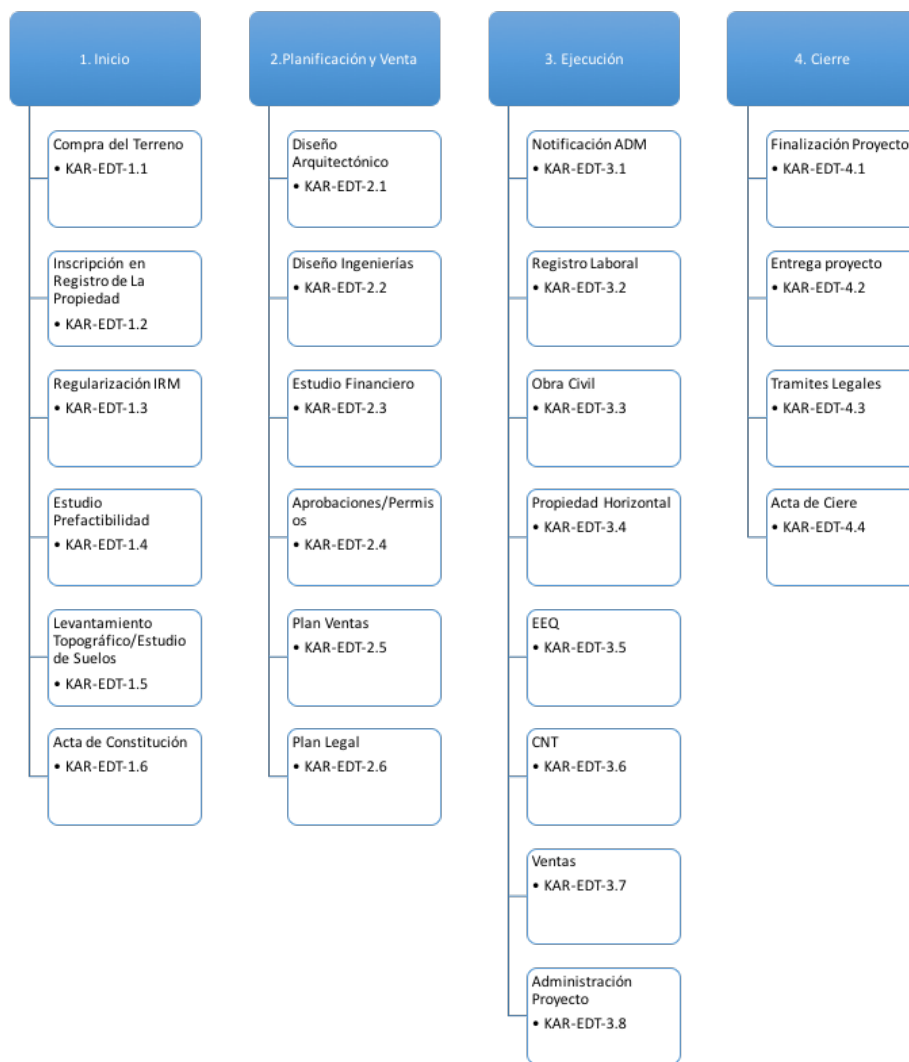 1. Inicio
Compra del Terreno
• KAR-EDT-1.1
Inscripción en
Registro de La
Propiedad
• KAR-EDT-1.2
Regularización IRM
• KAR-EDT-1.3
Estudio
Prefactibilidad
• KAR-EDT-1.4
Levantamiento
Topográfico/Estudio
de Suelos
• KAR-EDT-1.5
Acta de Constitución
• KAR-EDT-1.6
2.Planificación y Venta
Diseño
Arquitectónico
• KAR-EDT-2.1
Diseño Ingenierías
• KAR-EDT-2.2
Estudio Financiero
• KAR-EDT-2.3
Aprobaciones/Permis
os
• KAR-EDT-2.4
Plan Ventas
• KAR-EDT-2.5
Plan Legal
• KAR-EDT-2.6
3. Ejecución
Notificación ADM
• KAR-EDT-3.1
Registro Laboral
• KAR-EDT-3.2
Obra Civil
• KAR-EDT-3.3
Propiedad Horizontal
• KAR-EDT-3.4
EEQ
• KAR-EDT-3.5
CNT
• KAR-EDT-3.6
Ventas
• KAR-EDT-3.7
Administración
Proyecto
• KAR-EDT-3.8
4. Cierre
Finalización Proyecto
• KAR-EDT-4.1
Entrega proyecto
• KAR-EDT-4.2
Tramites Legales
• KAR-EDT-4.3
Acta de Ciere
• KAR-EDT-4.4